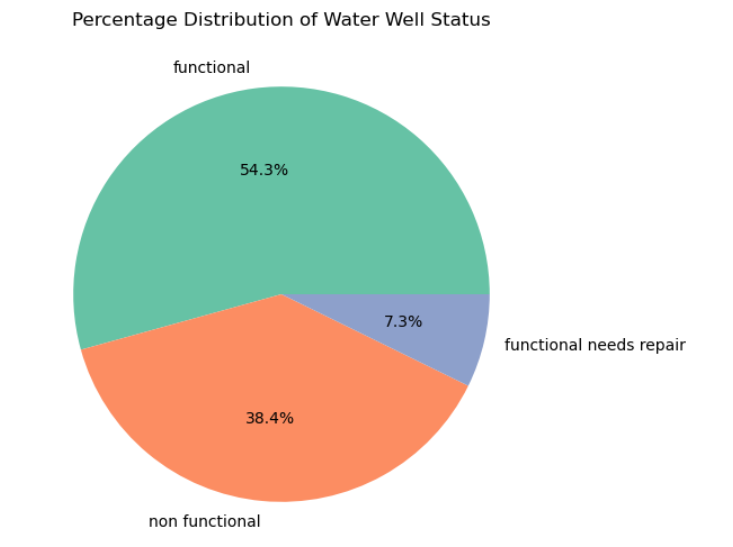 Percentage Distribution of Water Well Status
functional
54.3%
7.3%
functional needs repair
38.4%
non functional